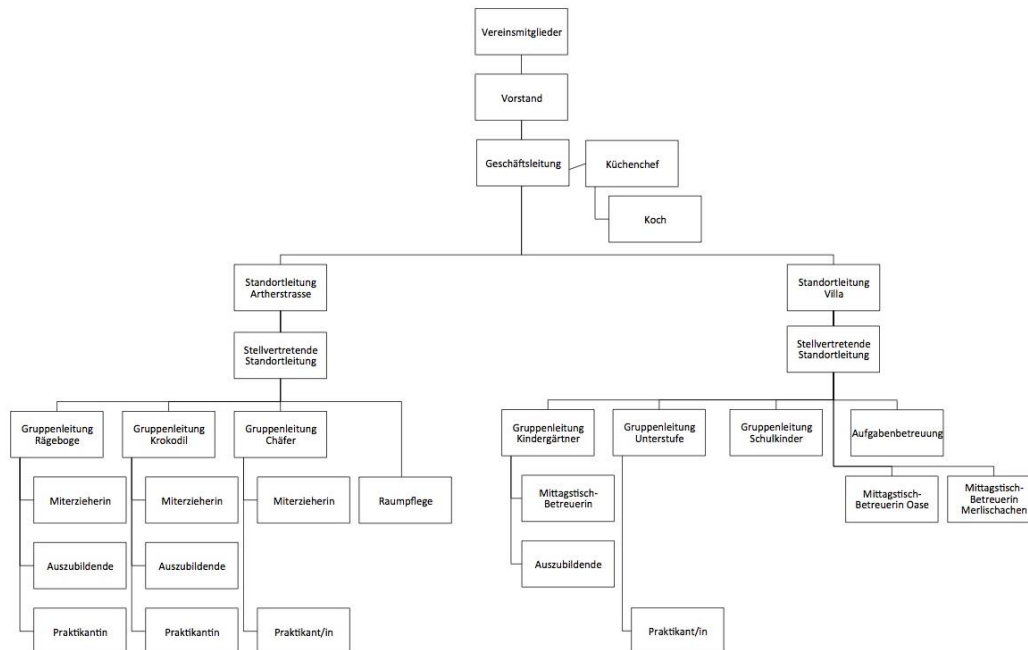 Vereinsmitglieder
Vorstand
Geschäftsleitung
Küchenchef
Koch
Standortleitung
Artherstrasse
Standortleitung
Villa
Stellvertretende
Standortleitung
Stellvertretende
Standortleitung
Gruppenleitung
Rägeboge
Gruppenleitung
Krokodil
Gruppenleitung
Chäfer
Gruppenleitung
Kindergärtner
Gruppenleitung
Unterstufe
Gruppenleitung
Schulkinder
Aufgabenbetreuung
Miterzieherin
Miterzieherin
Miterzieherin
Raumpflege
Mittagstisch-
Betreuerin
Mittagstisch-
Betreuerin Oase
Mittagstisch-
Betreuerin
Merlischachen
Auszubildende
Auszubildende
Auszubildende
Praktikantin
Praktikantin
Praktikant/in
Praktikant/in